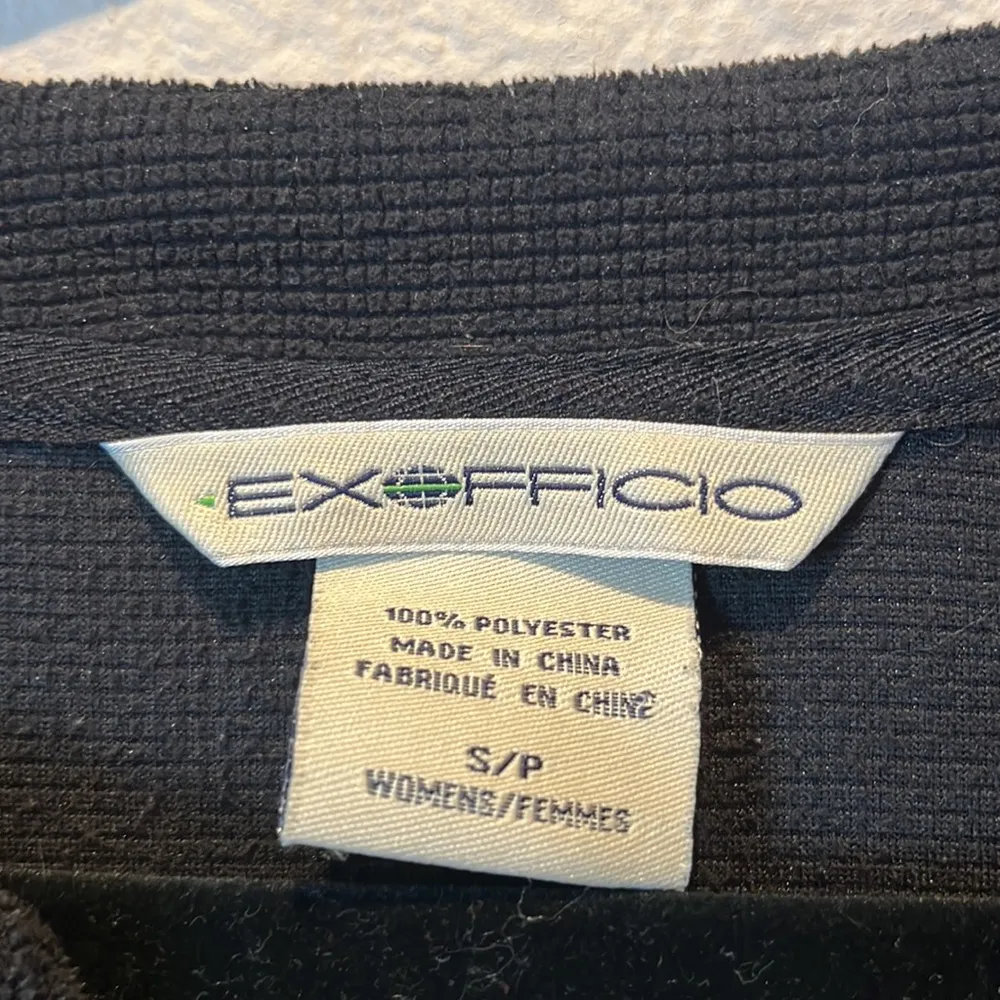 EXOFFICIO
100% POLYESTER
MADE IN CHINA
FABRIQUÉ EN CHINE
S/P
WOMENS/FEMMES